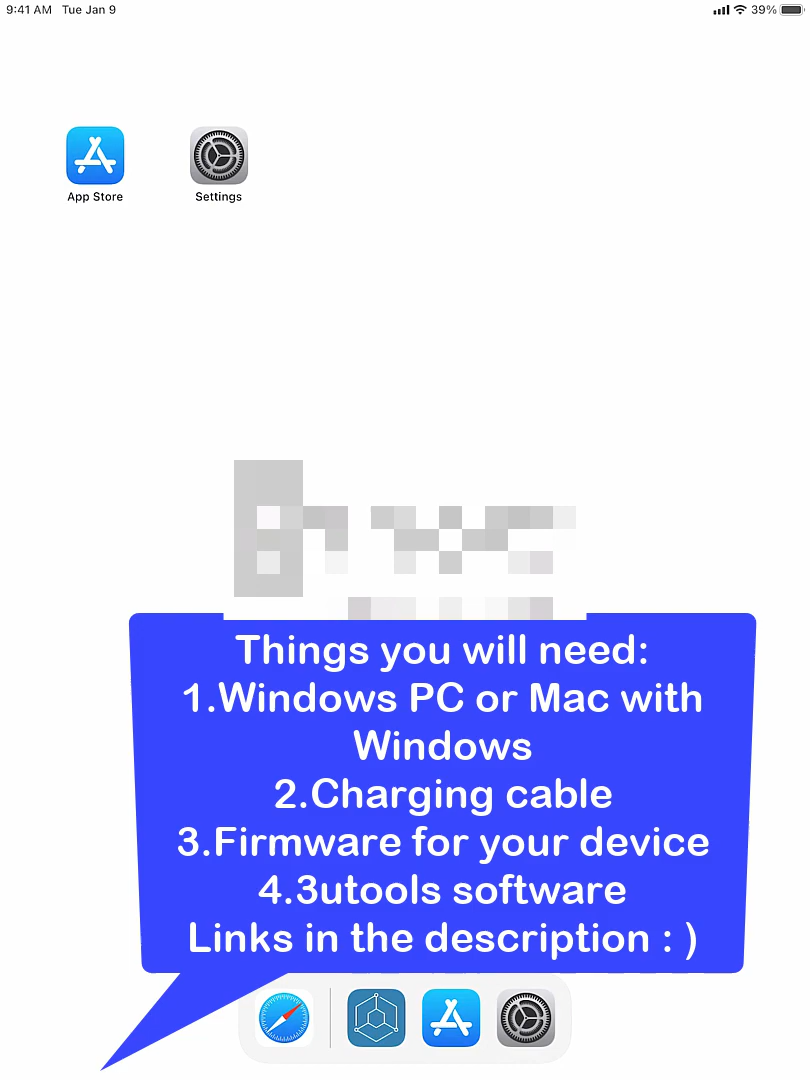 9:41 AM Tue Jan 9
39%
App Store
Settings
Things you will need:
1.Windows PC or Mac with
Windows
2.Charging cable
3.Firmware for your device
4.3utools software
Links in the description : )